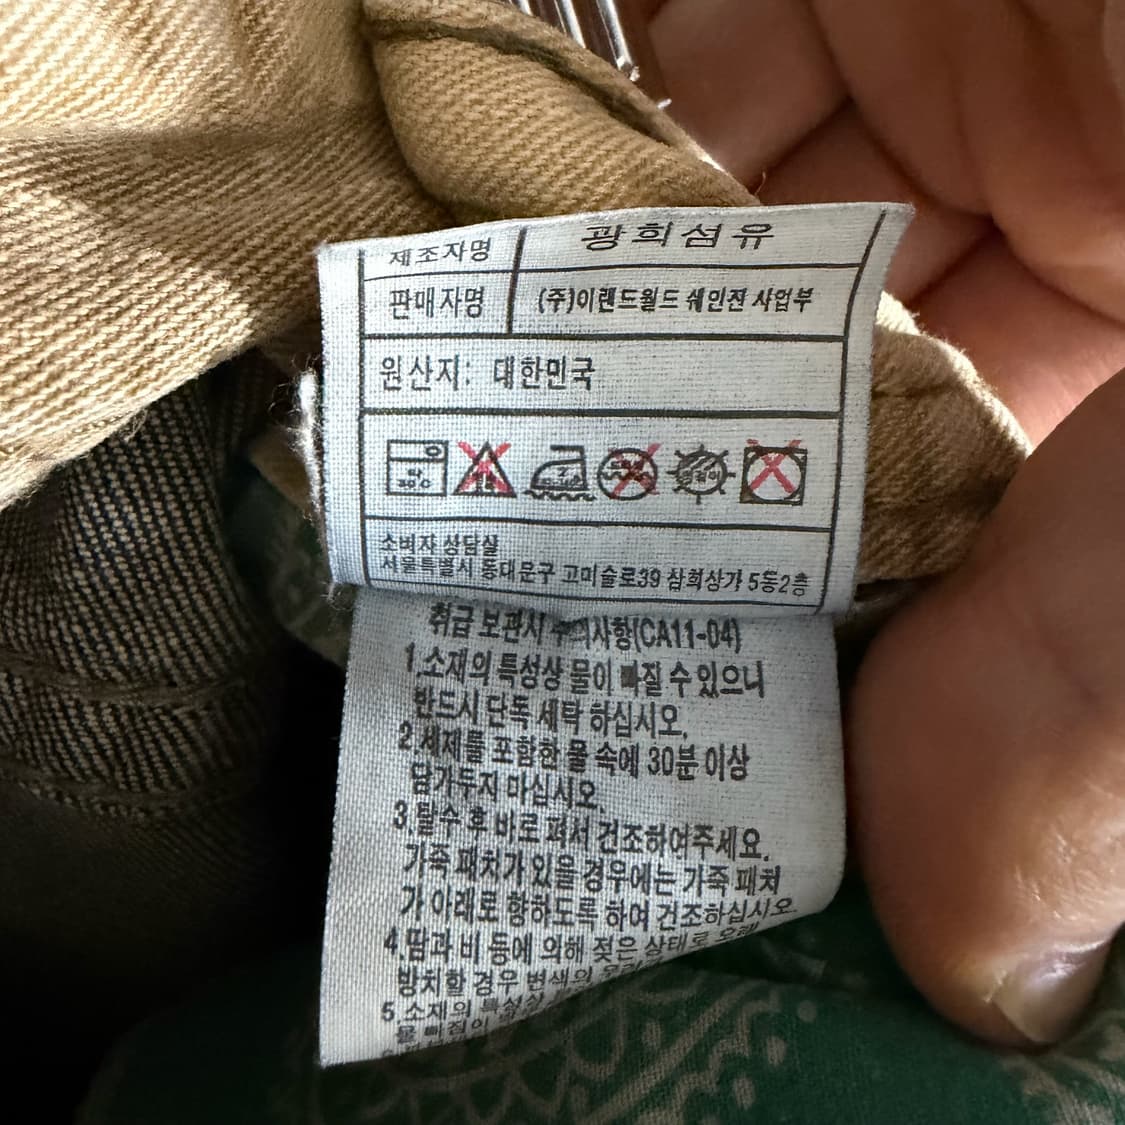 제조자명 광희섬유
판매자명 (주)이랜드월드 쉐인진 사업부
원산지: 대한민국
30°C
소비자 상담실
서울특별시 동대문구 고미술로39 삼희상가 5동2층
취급 보관시 주의사항(CA11-04)
1.소재의 특성상 물이 빠질 수 있으니
반드시 단독 세탁 하십시오.
2.세제를 포함한 물 속에 30분 이상
담가두지 마십시오.
3.탈수 후 바로 펴서 건조하여주세요.
가죽 패치가 있을 경우에는 가죽 패치
가 아래로 향하도록 하여 건조하십시오.
4.땀과 비 등에 의해 젖은 상태로 오래
방치할 경우 변색의 우려
5.소재의 특성상
물 빠짐이